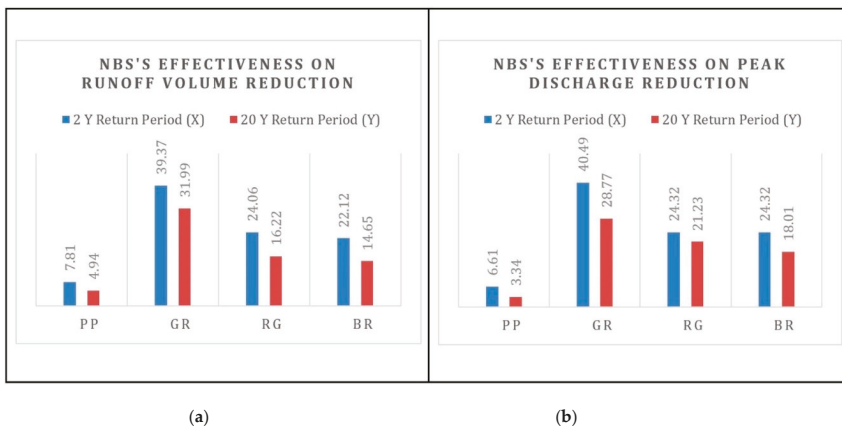 NBS'S EFFECTIVENESS ON
RUNOFF VOLUME REDUCTION
2 Y Return Period (X) 20 Y Return Period (Y)
7.81
4.94
39.37
31.99
24.06
16.22
22.12
14.65
PP GR RG BR
(a)
NBS'S EFFECTIVENESS ON PEAK
DISCHARGE REDUCTION
2 Y Return Period (X) 20 Y Return Period (Y)
6.61
3.34
40.49
28.77
24.32
21.23
24.32
18.01
PP GR RG BR
(b)